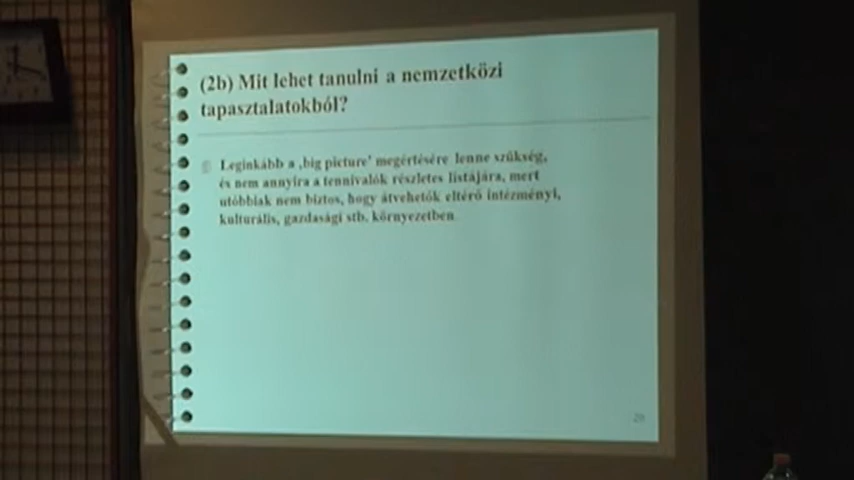 (2b) Mit lehet tanulni a nemzetközi
tapasztalatokból?
Leginkább a ‚big picture’ megértésére lenne szükség,
és nem annyira a tennivalók részletes listájára, mert
utóbbiak nem biztos, hogy átvehetők eltérő intézményi,
kulturális, gazdasági stb. környezetben